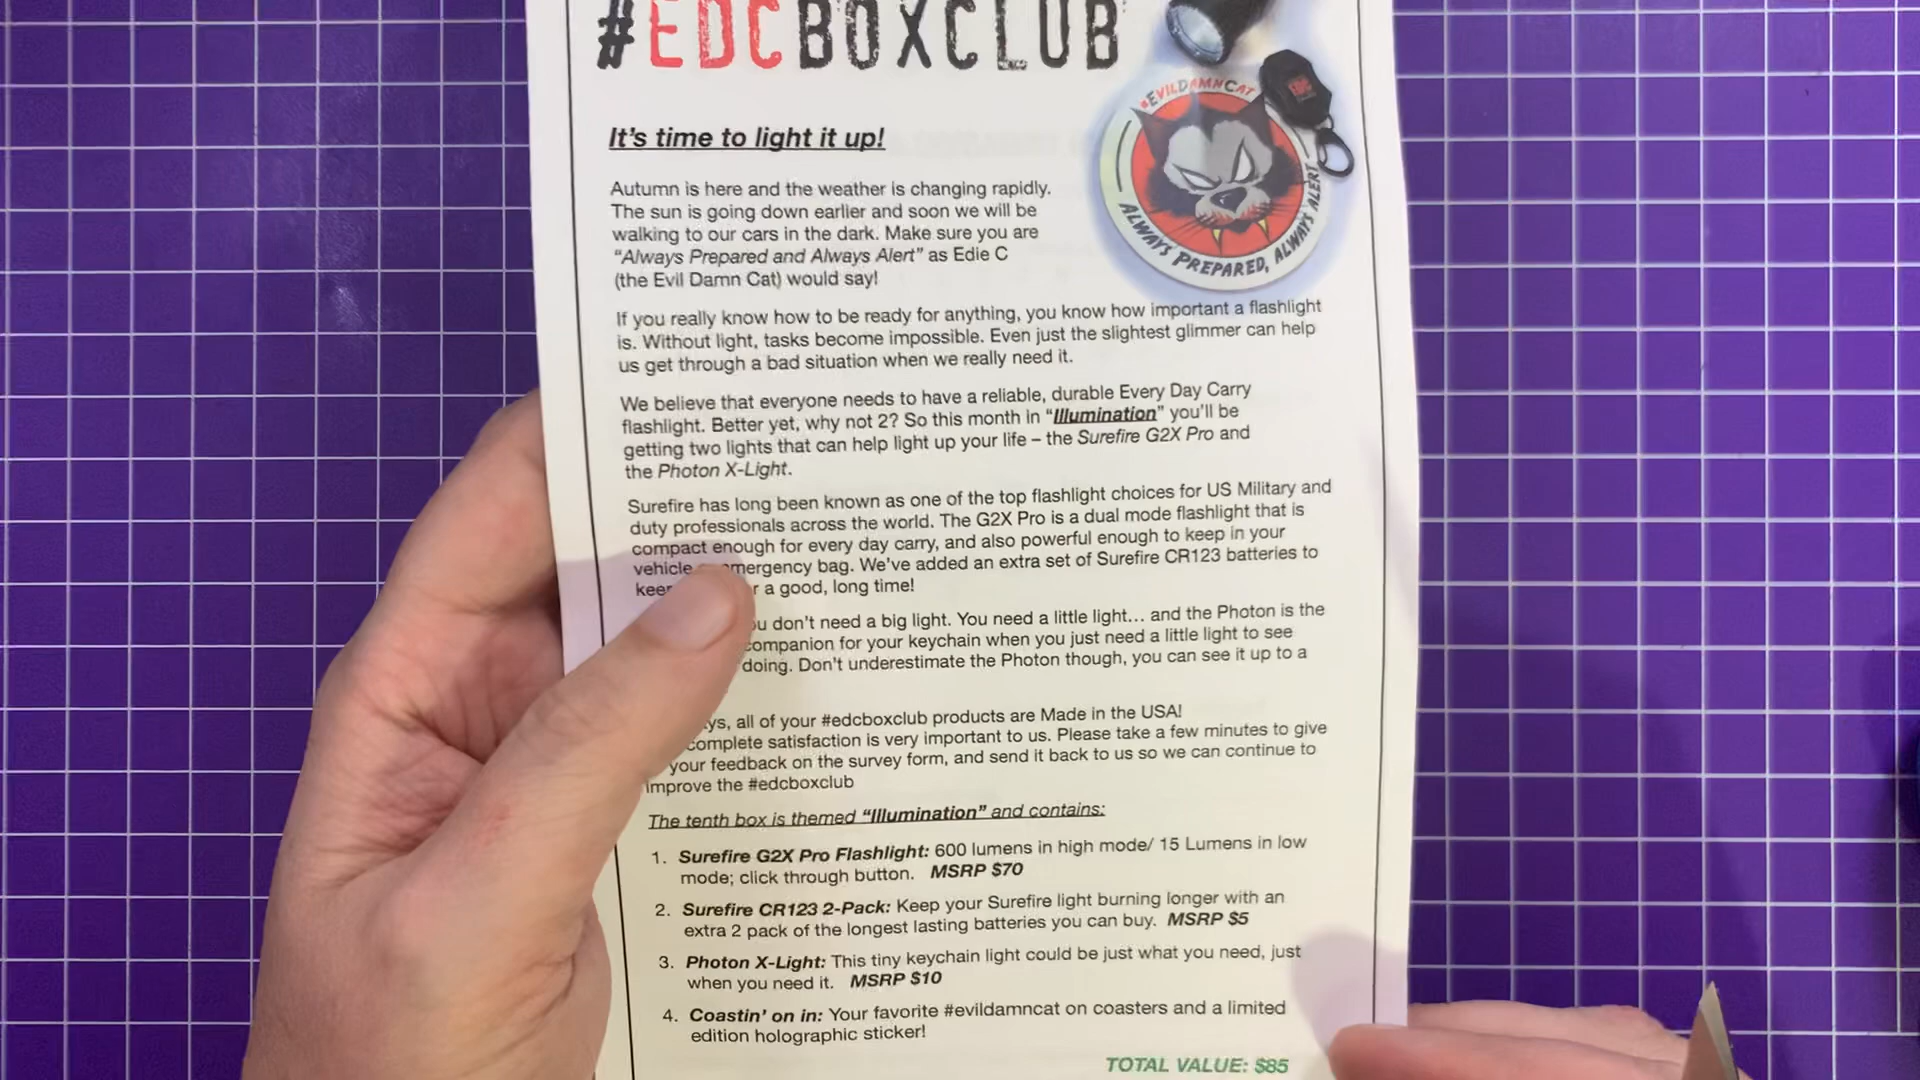 #EDCBOXCLUB
#EVILDAMNCAT
EDC
ALWAYS PREPARED, ALWAYS ALERT
It's time to light it up!
Autumn is here and the weather is changing rapidly.
The sun is going down earlier and soon we will be
walking to our cars in the dark. Make sure you are
“Always Prepared and Always Alert” as Edie C
(the Evil Damn Cat) would say!
If you really know how to be ready for anything, you know how important a flashlight
is. Without light, tasks become impossible. Even just the slightest glimmer can help
us get through a bad situation when we really need it.
We believe that everyone needs to have a reliable, durable Every Day Carry
flashlight. Better yet, why not 2? So this month in “Illumination” you'll be
getting two lights that can help light up your life – the Surefire G2X Pro and
the Photon X-Light.
Surefire has long been known as one of the top flashlight choices for US Military and
duty professionals across the world. The G2X Pro is a dual mode flashlight that is
compact enough for every day carry, and also powerful enough to keep in your
vehicle mergency bag. We've added an extra set of Surefire CR123 batteries to
keep r a good, long time!
u don't need a big light. You need a little light... and the Photon is the
companion for your keychain when you just need a little light to see
doing. Don't underestimate the Photon though, you can see it up to a
ys, all of your #edcboxclub products are Made in the USA!
complete satisfaction is very important to us. Please take a few minutes to give
your feedback on the survey form, and send it back to us so we can continue to
improve the #edcboxclub
The tenth box is themed “Illumination” and contains:
1. Surefire G2X Pro Flashlight: 600 lumens in high mode/ 15 Lumens in low
mode; click through button. MSRP $70
2. Surefire CR123 2-Pack: Keep your Surefire light burning longer with an
extra 2 pack of the longest lasting batteries you can buy. MSRP $5
3. Photon X-Light: This tiny keychain light could be just what you need, just
when you need it. MSRP $10
4. Coastin' on in: Your favorite #evildamncat on coasters and a limited
edition holographic sticker!
TOTAL VALUE: $85